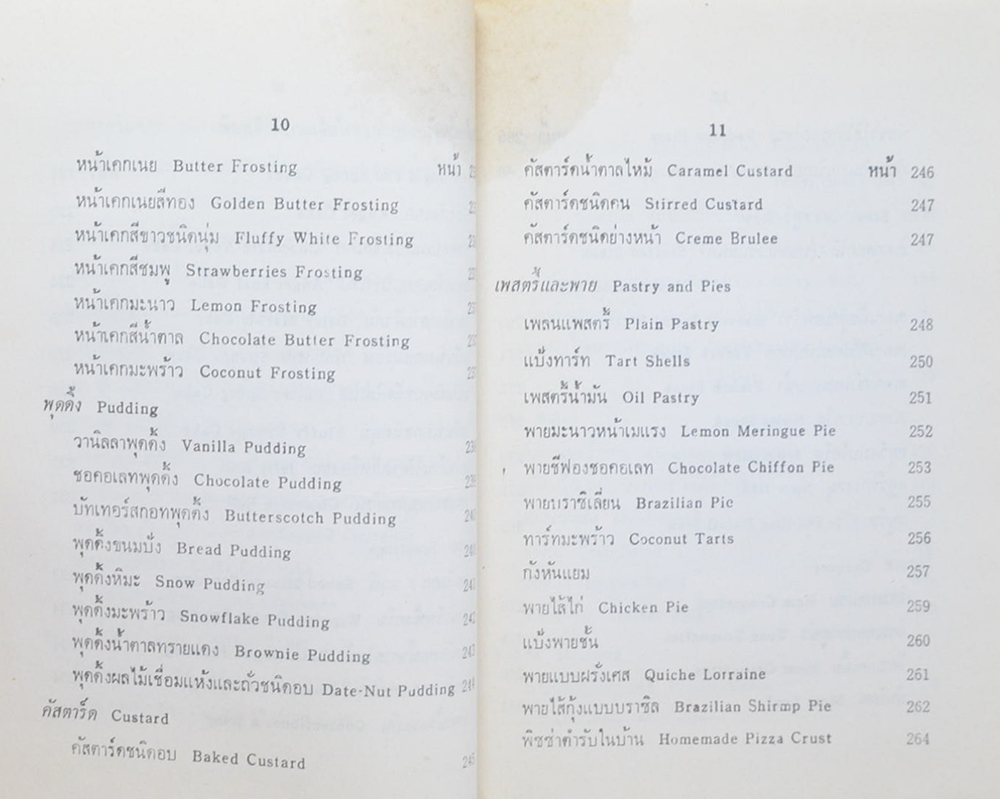 10
หน้าเคกเนย Butter Frosting หน้า
หน้าเคกเนยสีทอง Golden Butter Frosting
หน้าเคกสีขาวชนิดนุ่ม Fluffy White Frosting
หน้าเคกสีชมพู Strawberries Frosting
หน้าเคกมะนาว Lemon Frosting
หน้าเคกสีน้ำตาล Chocolate Butter Frosting
หน้าเคกมะพร้าว Coconut Frosting
พุดดิ้ง Pudding
วานิลลาพุดดิ้ง Vanilla Pudding
ชอคอเลทพุดดิ้ง Chocolate Pudding
บัทเทอร์สกอทพุดดิ้ง Butterscotch Pudding
พุดดิ้งขนมปัง Bread Pudding
พุดดิ้งหิมะ Snow Pudding
พุดดิ้งมะพร้าว Snowflake Pudding
พุดดิ้งน้ำตาลทรายแดง Brownie Pudding
พุดดิ้งผลไม้เชื่อมแห้งและถั่วชนิดอบ Date-Nut Pudding
คัสตาร์ด Custard
คัสตาร์ดชนิดอบ Baked Custard
11
คัสตาร์ดน้ำตาลไหม้ Caramel Custard หน้า 246
คัสตาร์ดชนิดคน Stirred Custard 247
คัสตาร์ดชนิดย่างหน้า Creme Brulee 247
เพสตรี้และพาย Pastry and Pies
เพลนแพสตรี้ Plain Pastry 248
แป้งทาร์ท Tart Shells 250
เพสตรี้น้ำมัน Oil Pastry 251
พายมะนาวหน้าเมแรง Lemon Meringue Pie 252
พายชีฟองชอคอเลท Chocolate Chiffon Pie 253
พายบราซิเลี่ยน Brazilian Pie 255
ทาร์ทมะพร้าว Coconut Tarts 256
กังหันแยม 257
พายไส้ไก่ Chicken Pie 259
แป้งพายชั้น 260
พายแบบฝรั่งเศส Quiche Lorraine 261
พายไส้กุ้งแบบบราซิล Brazilian Shirmp Pie 262
พิซซ่าตำรับในบ้าน Homemade Pizza Crust 264